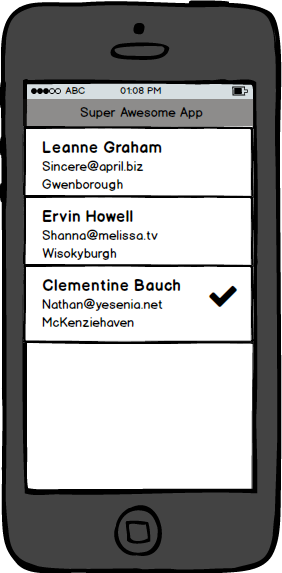 ABC 01:08 PM
Super Awesome App
Leanne Graham
Sincere@april.biz
Gwenborough
Ervin Howell
Shanna@melissa.tv
Wisokyburgh
Clementine Bauch
Nathan@yesenia.net
McKenziehaven